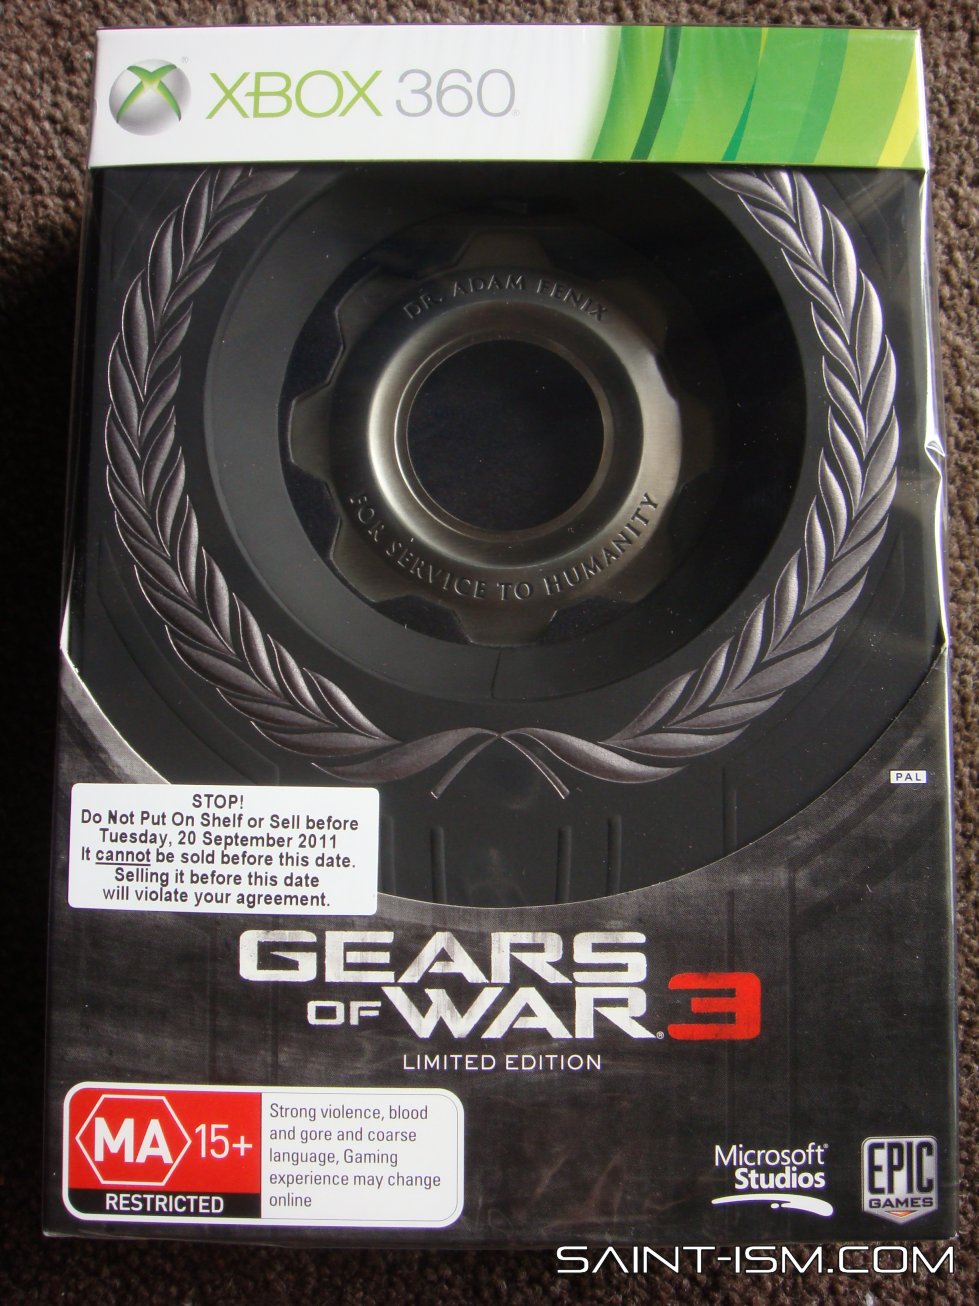 XBOX 360
DR. ADAM FENIX
FOR SERVICE TO HUMANITY
PAL
STOP!
Do Not Put On Shelf or Sell before
Tuesday, 20 September 2011
It cannot be sold before this date.
Selling it before this date
will violate your agreement.
GEARS
OF WAR® 3
LIMITED EDITION
MA 15+
RESTRICTED
Strong violence, blood
and gore and coarse
language, Gaming
experience may change
online
Microsoft®
Studios
EPIC
GAMES
SAINT-ISM.COM